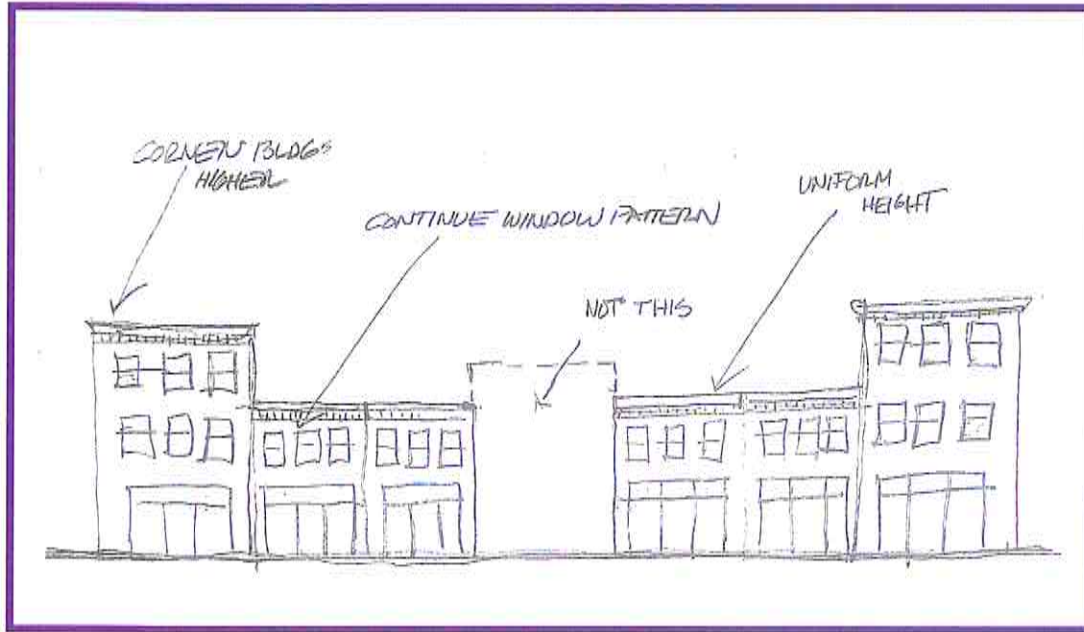 CORNER BLDGS
HIGHER
CONTINUE WINDOW PATTERN
UNIFORM
HEIGHT
NOT THIS